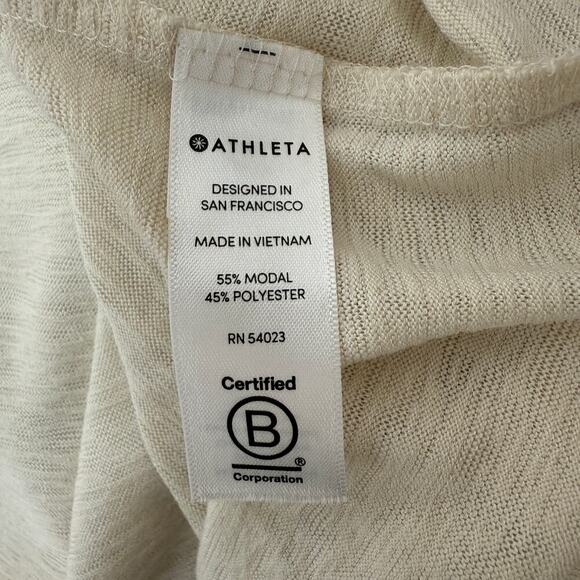 ATHLETA
DESIGNED IN
SAN FRANCISCO
MADE IN VIETNAM
55% MODAL
45% POLYESTER
RN 54023
Certified
B
®
Corporation